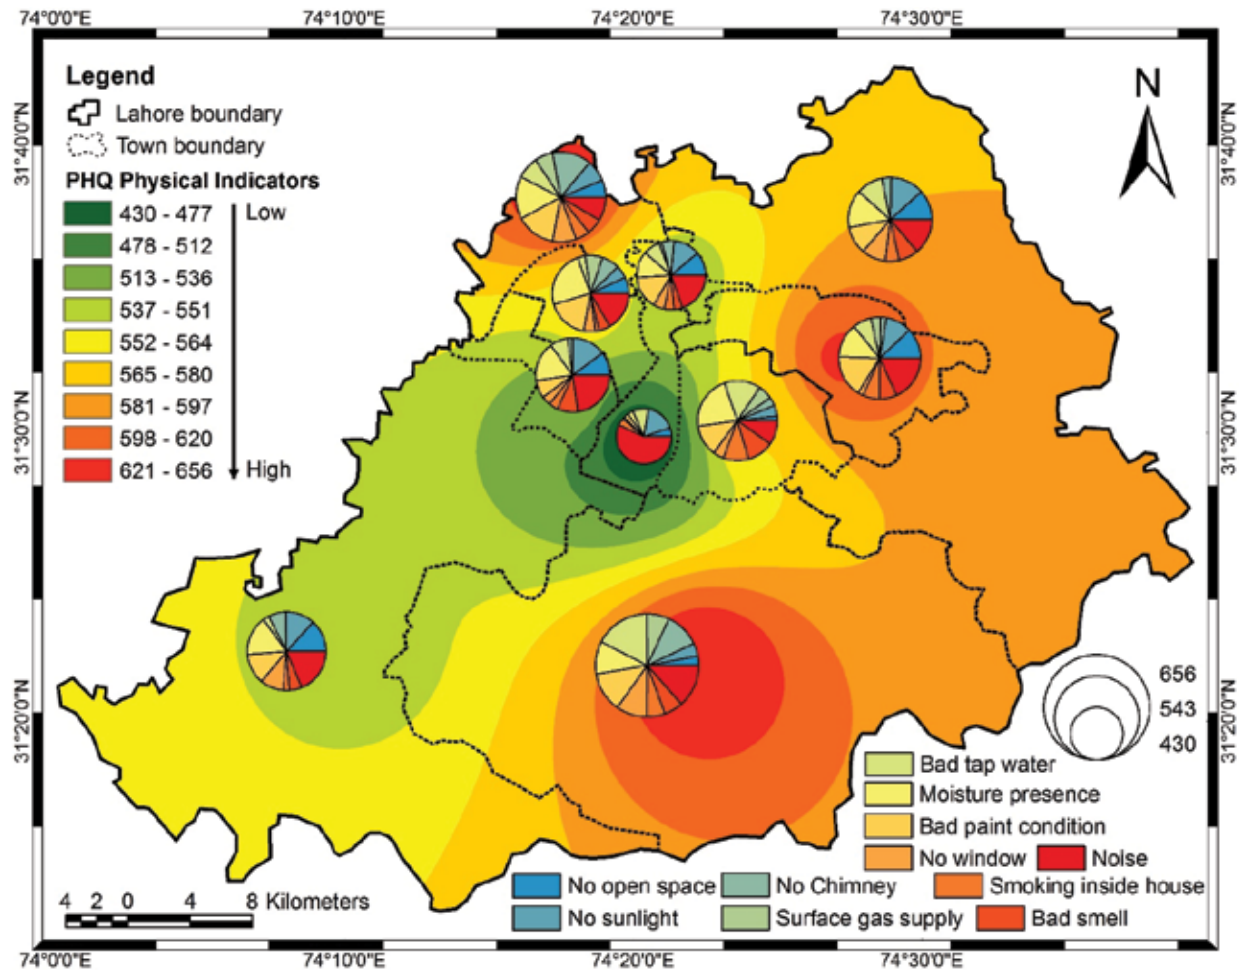 74°0'0"E 74°10'0"E 74°20'0"E 74°30'0"E
N
Legend
Lahore boundary
Town boundary
PHQ Physical Indicators
430 - 477 Low
478 - 512
513 - 536
537 - 551
552 - 564
565 - 580
581 - 597
598 - 620
621 - 656 High
31°40'0"N 31°40'0"N
31°30'0"N 31°30'0"N
31°20'0"N 31°20'0"N
656
543
430
Bad tap water
Moisture presence
Bad paint condition
No window Noise
No open space No Chimney Smoking inside house
No sunlight Surface gas supply Bad smell
4 2 0 4 8 Kilometers
74°0'0"E 74°10'0"E 74°20'0"E 74°30'0"E